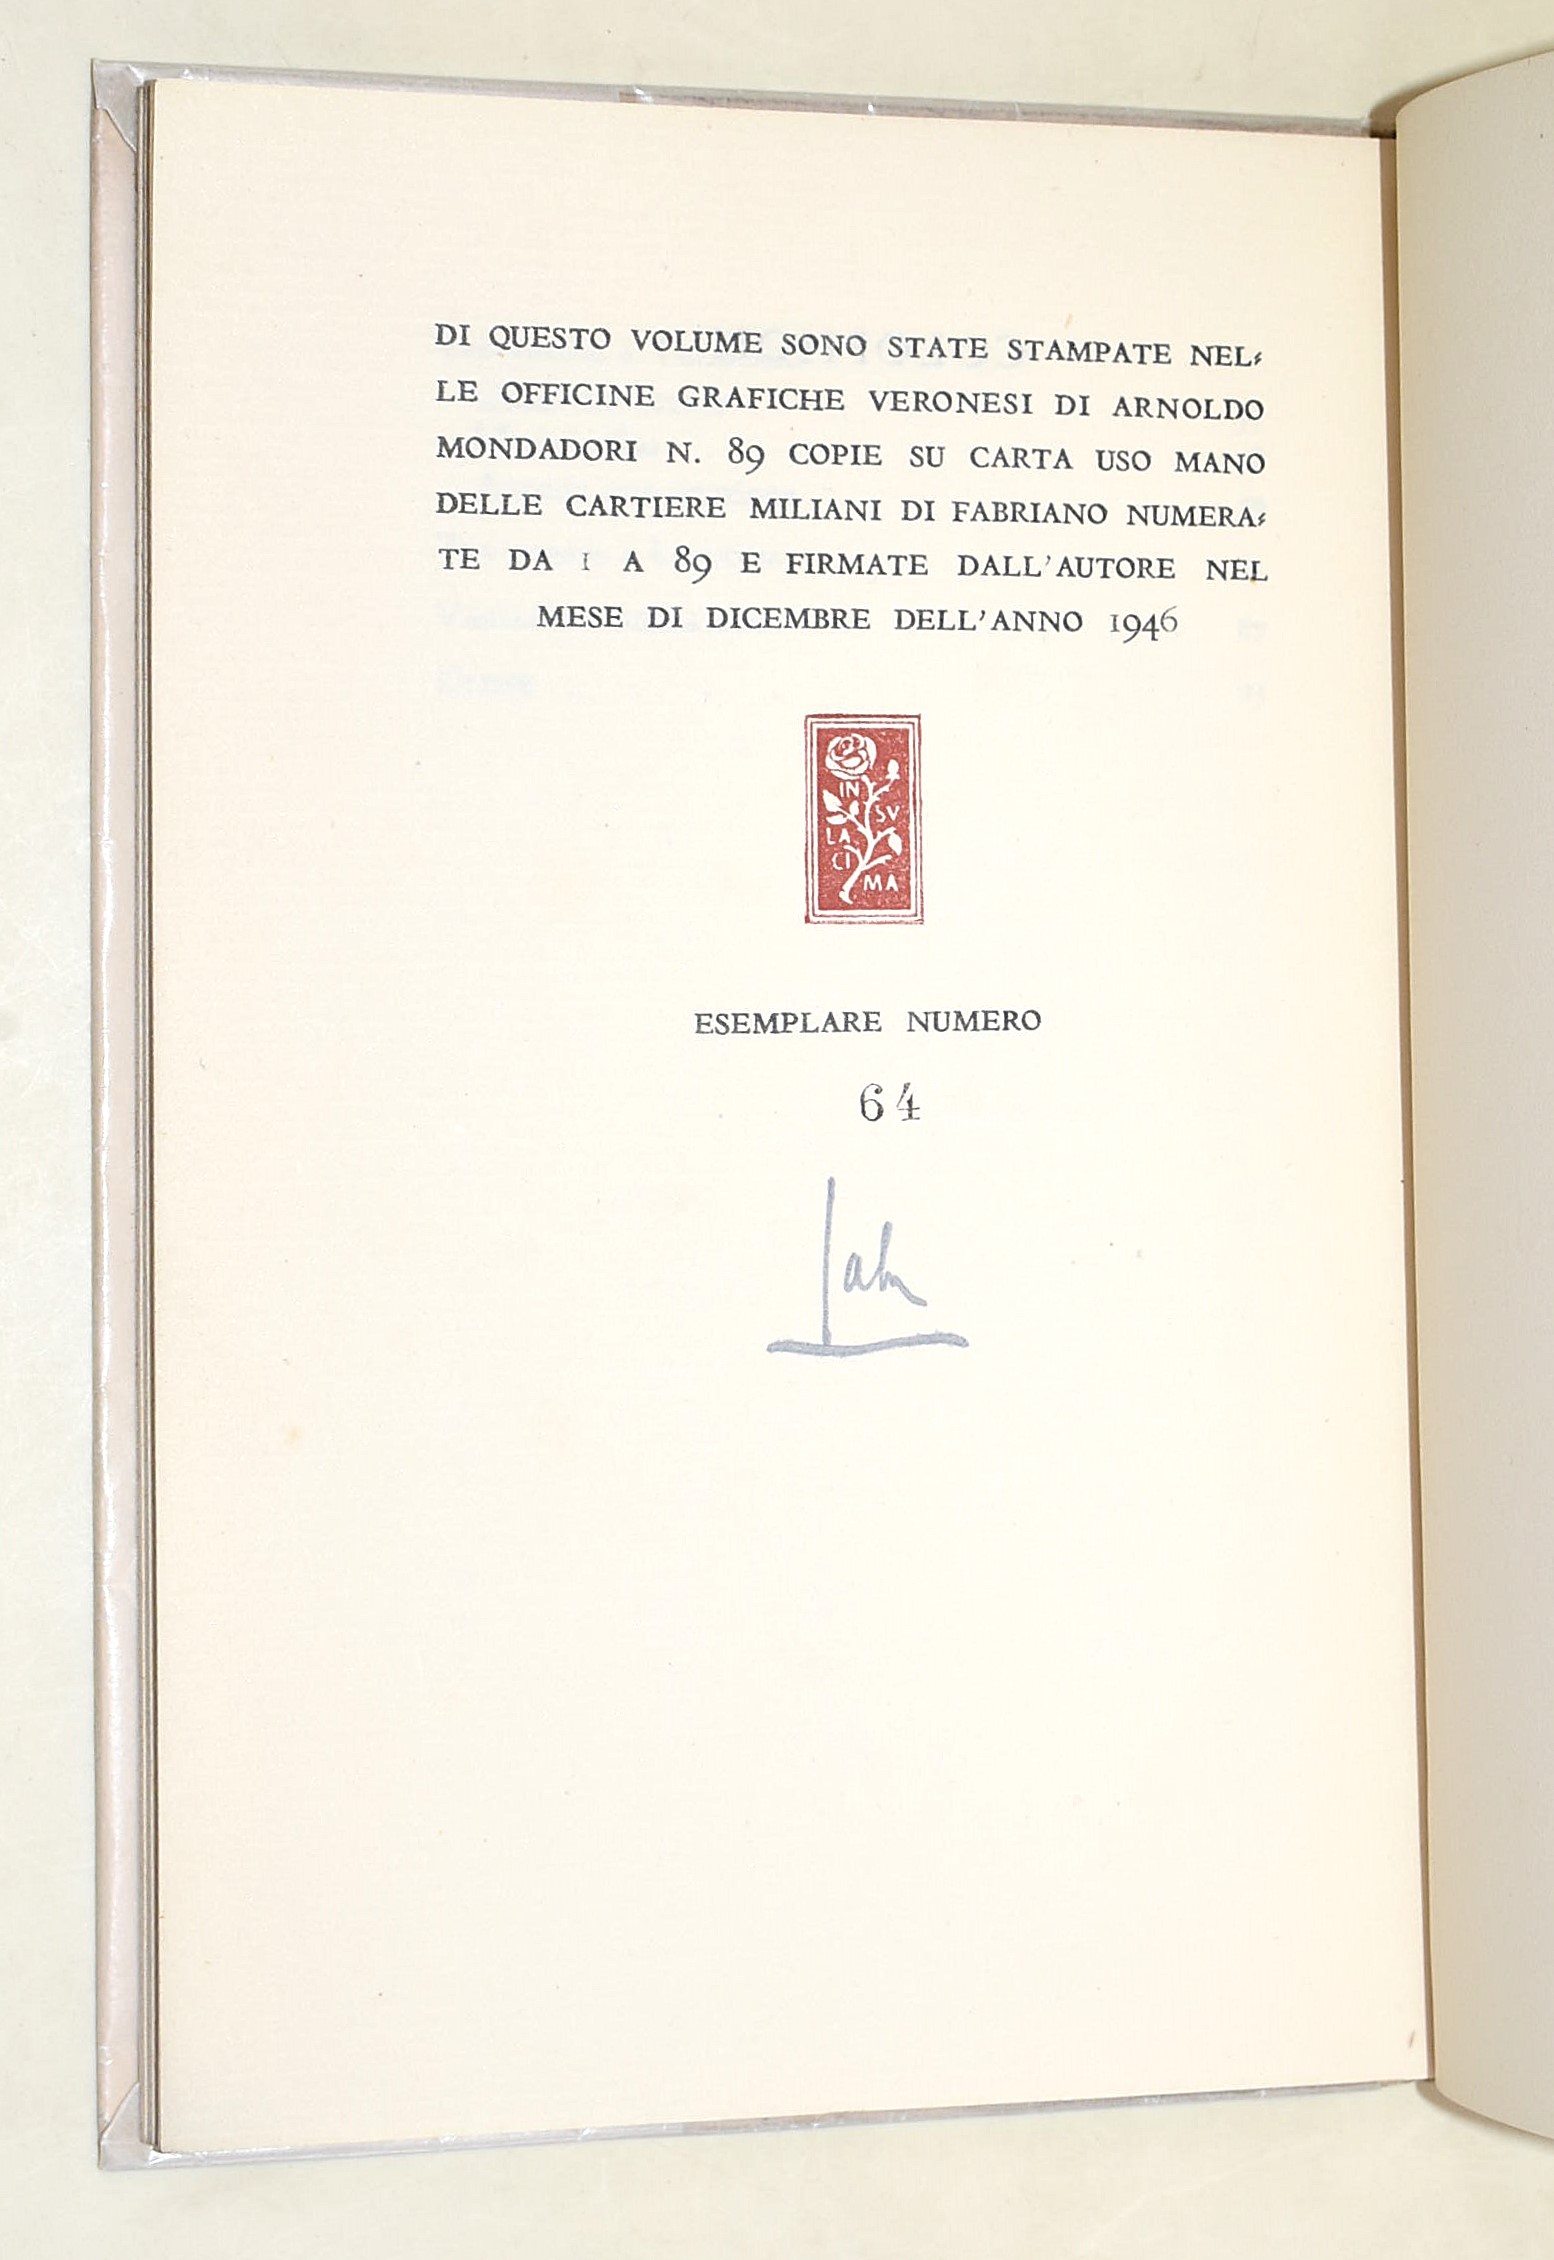 DI QUESTO VOLUME SONO STATE STAMPATE NEL-
LE OFFICINE GRAFICHE VERONESI DI ARNOLDO
MONDADORI N. 89 COPIE SU CARTA USO MANO
DELLE CARTIERE MILIANI DI FABRIANO NUMERA-
TE DA 1 A 89 E FIRMATE DALL'AUTORE NEL
MESE DI DICEMBRE DELL'ANNO 1946
IN
SV
LA
CI
MA
ESEMPLARE NUMERO
64